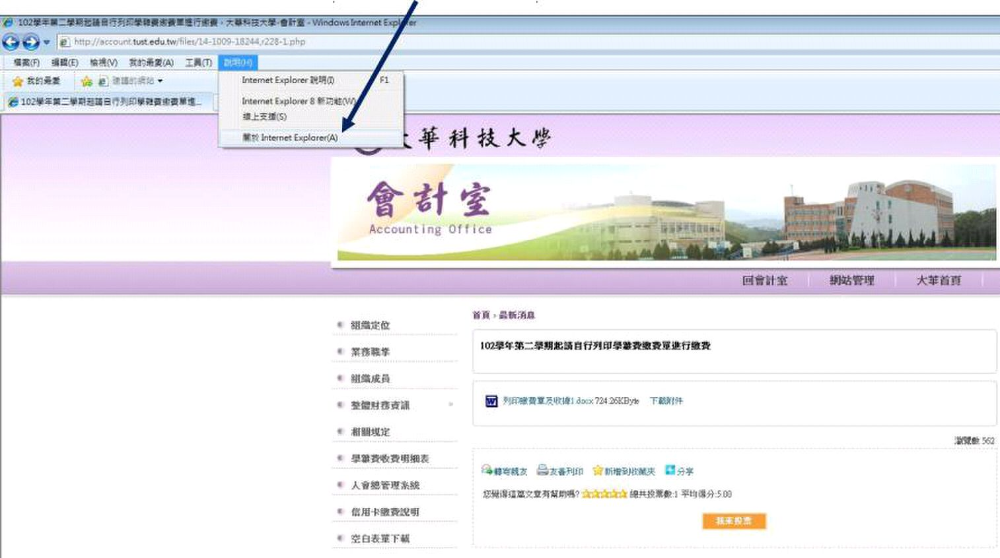 102學年第二學期起請自行列印學雜費繳費單進行繳費 - 大華科技大學-會計室 - Windows Internet Explorer
http://account.tust.edu.tw/files/14-1009-18244,r228-1.php
檔案(F) 編輯(E) 檢視(V) 我的最愛(A) 工具(T) 說明(H)
我的最愛 建議的網站
Internet Explorer 說明(I) F1
102學年第二學期起請自行列印學雜費繳費單進...
Internet Explorer 8 新功能(W)
線上支援(S)
關於 Internet Explorer(A)
大華科技大學
會計室
Accounting Office
回會計室 網站管理 大華首頁
首頁 > 最新消息
組織定位
業務職掌
組織成員
整體財務資訊 »
相關規定
學雜費收費明細表
人會總管理系統
信用卡繳費說明
空白表單下載
102學年第二學期起請自行列印學雜費繳費單進行繳費
列印繳費單及收據1.docx 724.26KByte 下載附件
瀏覽數 562
轉寄親友 友善列印 新增到收藏夾 分享
您覺得這篇文章有幫助嗎? 總共投票數:1 平均得分:5.00
我來投票